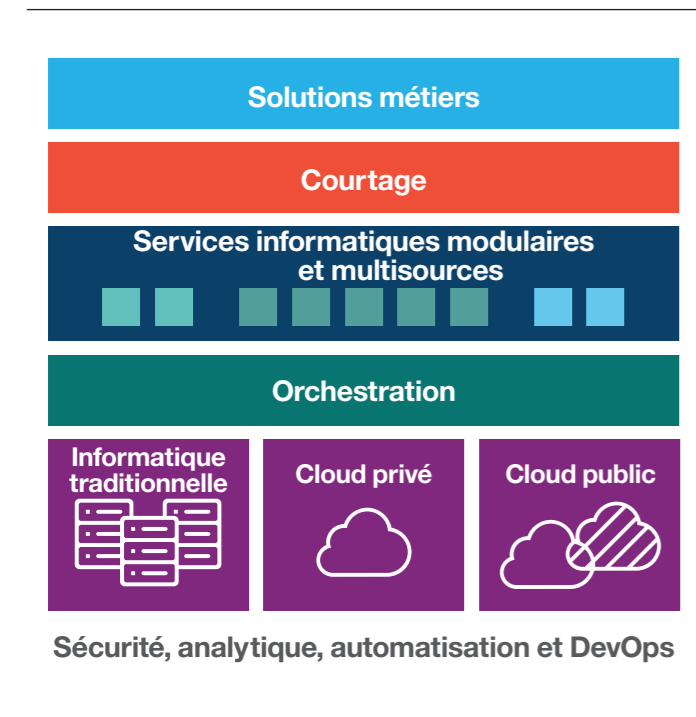 Solutions métiers
Courtage
Services informatiques modulaires
et multisources
Orchestration
Informatique
traditionnelle
Cloud privé
Cloud public
Sécurité, analytique, automatisation et DevOps